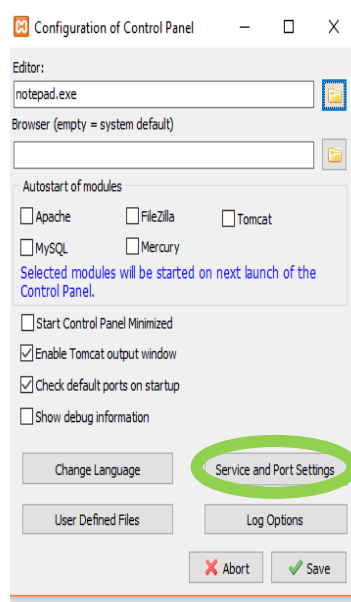 Configuration of Control Panel
Editor:
notepad.exe
Browser (empty = system default)
Autostart of modules
Apache FileZilla Tomcat
MySQL Mercury
Selected modules will be started on next launch of the
Control Panel.
Start Control Panel Minimized
Enable Tomcat output window
Check default ports on startup
Show debug information
Change Language Service and Port Settings
User Defined Files Log Options
Abort Save